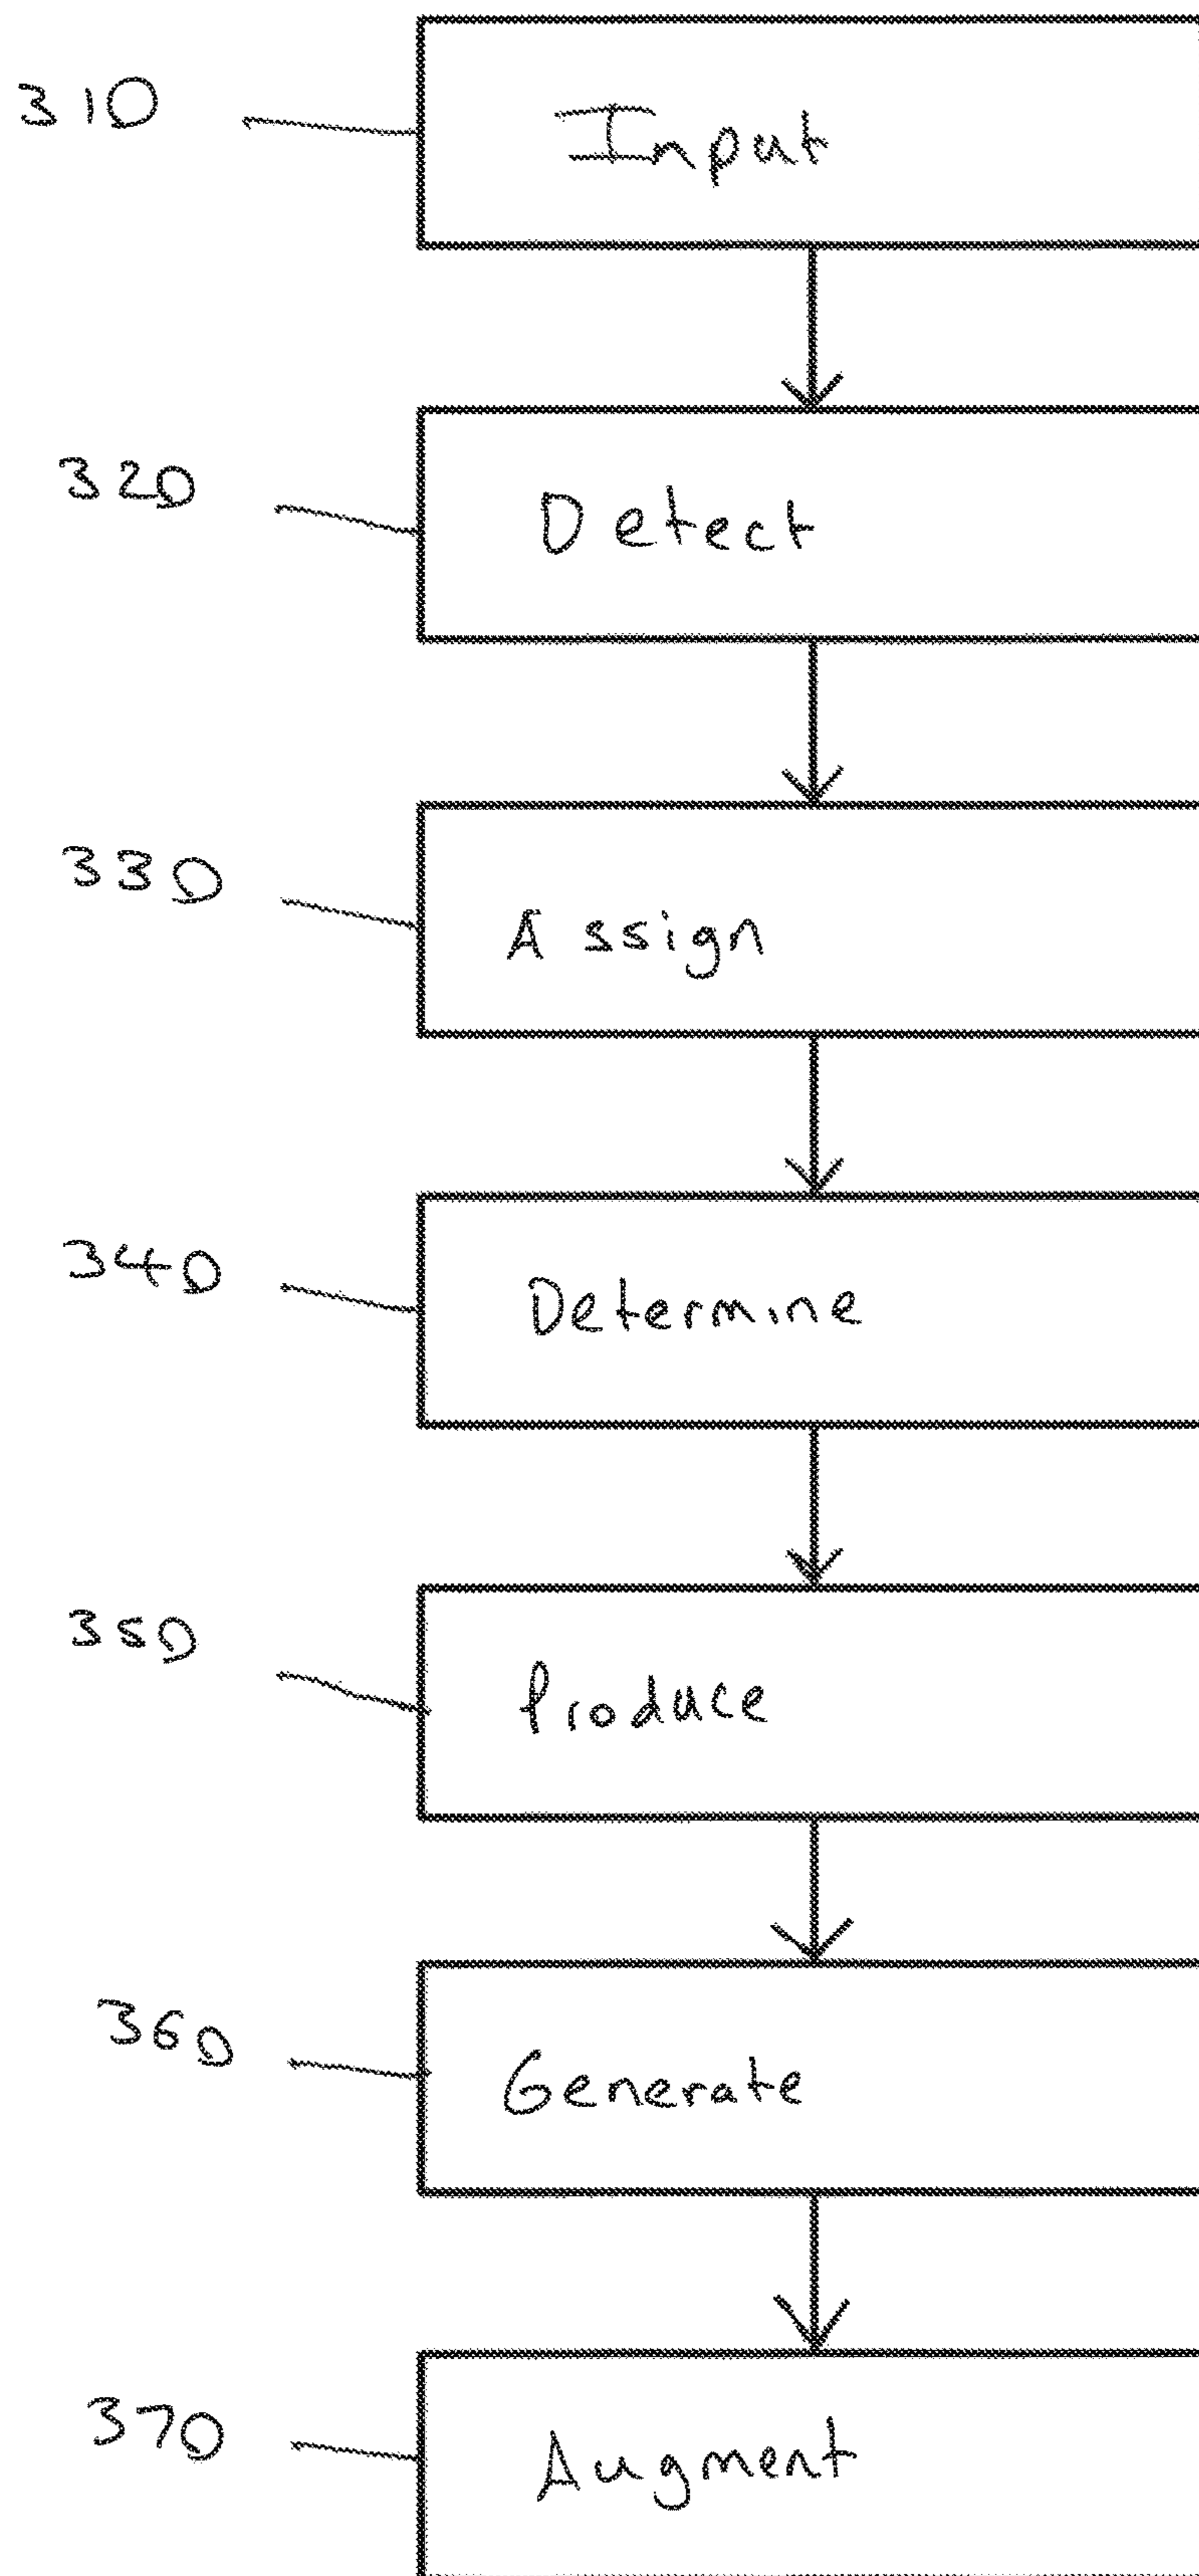 310
Input
320
Detect
330
Assign
340
Determine
350
Produce
360
Generate
370
Augment